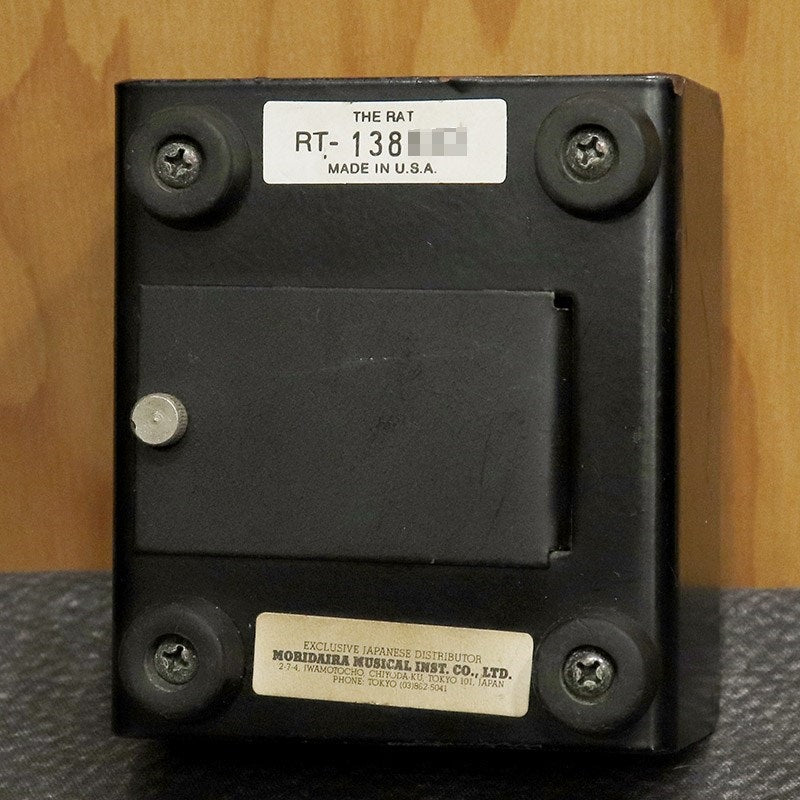 THE RAT
RT- 138
MADE IN U.S.A.
EXCLUSIVE JAPANESE DISTRIBUTOR
MORIDAIRA MUSICAL INST. CO., LTD.
2-7-4, IWAMOTOCHO, CHIYODA-KU, TOKYO 101, JAPAN
PHONE: TOKYO (03)862-5041